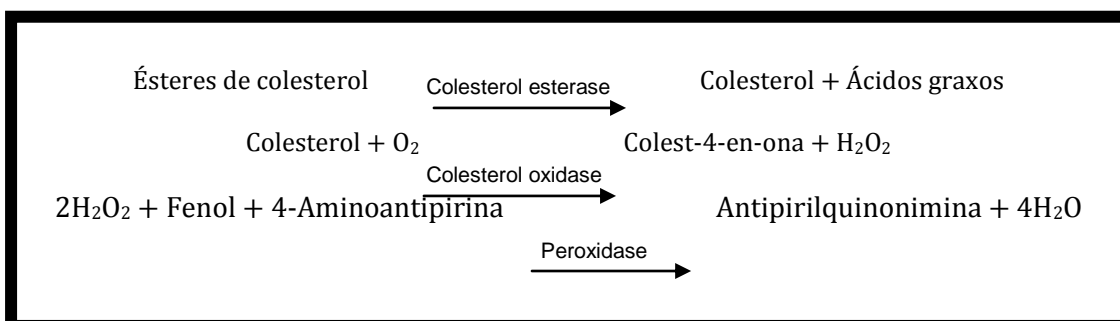 Ésteres de colesterol Colesterol esterase Colesterol + Ácidos graxos
Colesterol + O₂ Colest-4-en-ona + H₂O₂
Colesterol oxidase
2H₂O₂ + Fenol + 4-Aminoantipirina Antipirilquinonimina + 4H₂O
Peroxidase